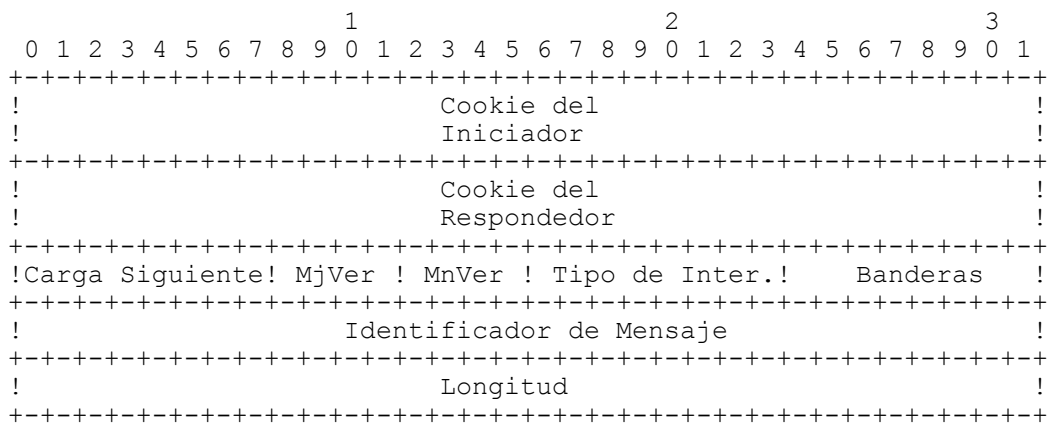 1                   2                   3
 0 1 2 3 4 5 6 7 8 9 0 1 2 3 4 5 6 7 8 9 0 1 2 3 4 5 6 7 8 9 0 1
+-+-+-+-+-+-+-+-+-+-+-+-+-+-+-+-+-+-+-+-+-+-+-+-+-+-+-+-+-+-+-+-+
!                          Cookie del                           !
!                          Iniciador                            !
+-+-+-+-+-+-+-+-+-+-+-+-+-+-+-+-+-+-+-+-+-+-+-+-+-+-+-+-+-+-+-+-+
!                          Cookie del                           !
!                          Respondedor                          !
+-+-+-+-+-+-+-+-+-+-+-+-+-+-+-+-+-+-+-+-+-+-+-+-+-+-+-+-+-+-+-+-+
!Carga Siguiente! MjVer ! MnVer ! Tipo de Inter.!    Banderas   !
+-+-+-+-+-+-+-+-+-+-+-+-+-+-+-+-+-+-+-+-+-+-+-+-+-+-+-+-+-+-+-+-+
!                    Identificador de Mensaje                   !
+-+-+-+-+-+-+-+-+-+-+-+-+-+-+-+-+-+-+-+-+-+-+-+-+-+-+-+-+-+-+-+-+
!                          Longitud                             !
+-+-+-+-+-+-+-+-+-+-+-+-+-+-+-+-+-+-+-+-+-+-+-+-+-+-+-+-+-+-+-+-+